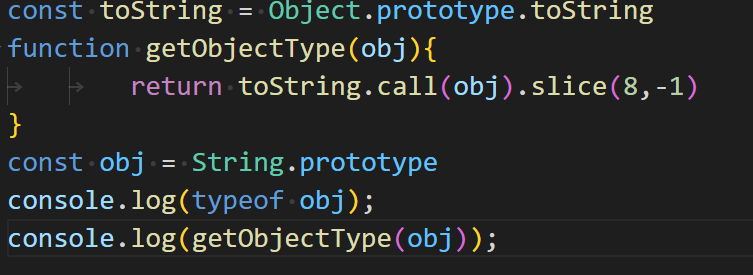 const toString = Object.prototype.toString
function getObjectType(obj){
return toString.call(obj).slice(8,-1)
}
const obj = String.prototype
console.log(typeof obj);
console.log(getObjectType(obj));